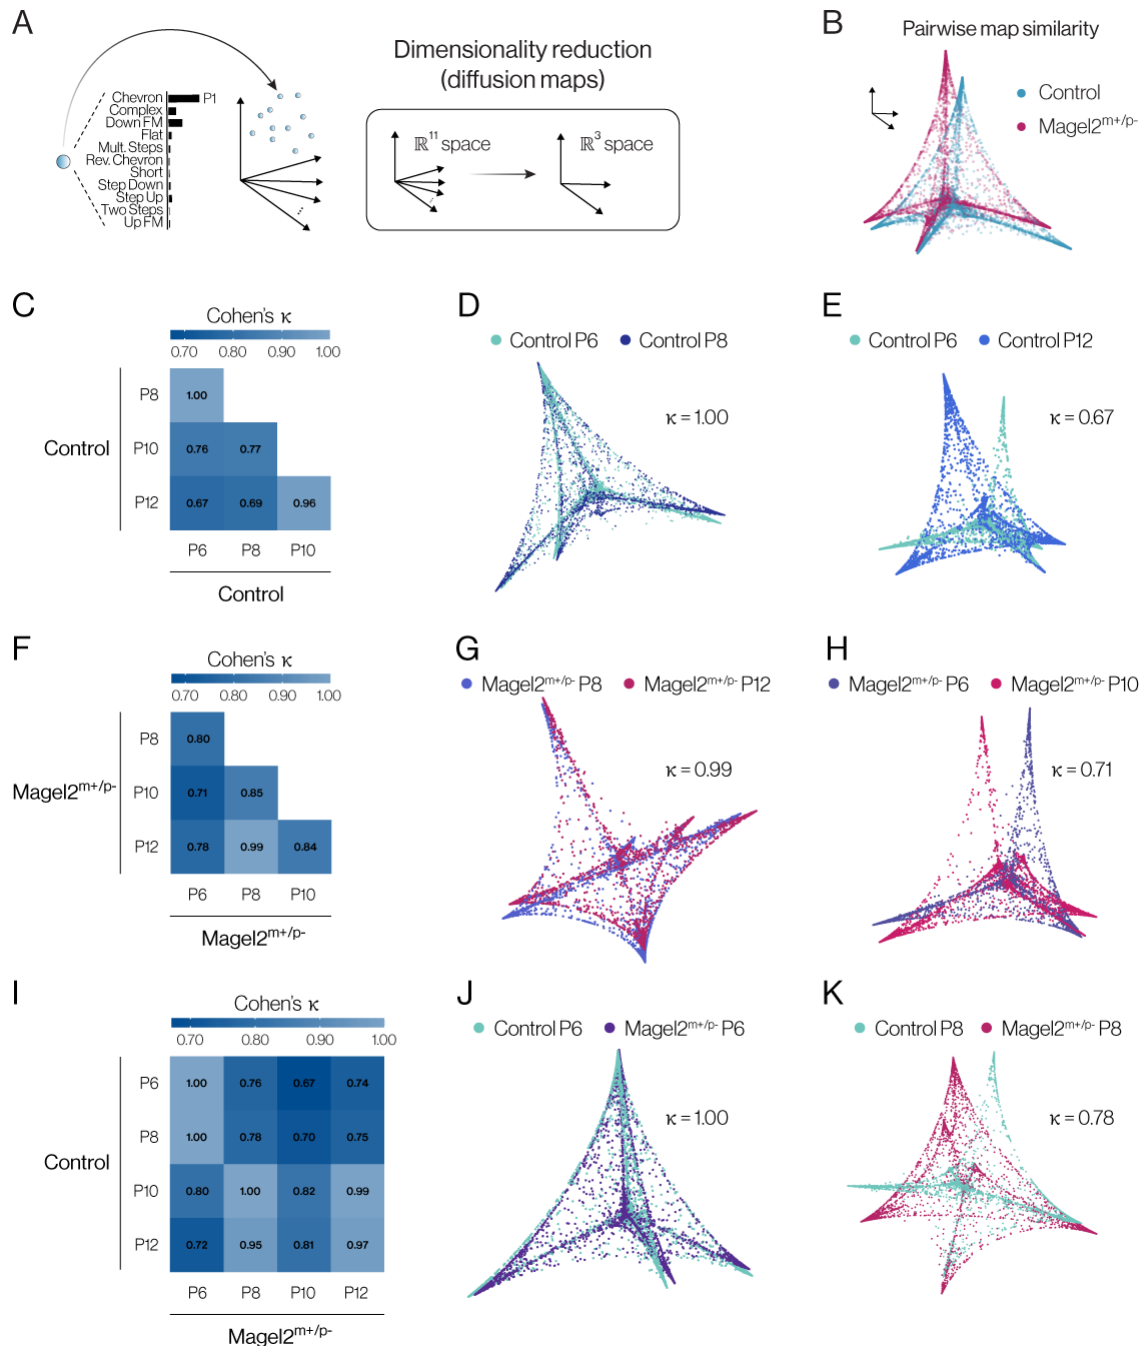 A
Chevron
P1
Complex
Down FM
Flat
Mult. Steps
Rev. Chevron
Short
Step Down
Step Up
Two Steps
Up FM
...
Dimensionality reduction
(diffusion maps)
ℝ¹¹ space
ℝ³ space
B
Pairwise map similarity
Control
Magel2ᵐ⁺/ᵖ⁻
C
Cohen's κ
0.70 0.80 0.90 1.00
P8 1.00
Control P10 0.76 0.77
P12 0.67 0.69 0.96
P6 P8 P10
Control
D
Control P6 Control P8
κ = 1.00
E
Control P6 Control P12
κ = 0.67
F
Cohen's κ
0.70 0.80 0.90 1.00
P8 0.80
Magel2ᵐ⁺/ᵖ⁻ P10 0.71 0.85
P12 0.78 0.99 0.84
P6 P8 P10
Magel2ᵐ⁺/ᵖ⁻
G
Magel2ᵐ⁺/ᵖ⁻ P8 Magel2ᵐ⁺/ᵖ⁻ P12
κ = 0.99
H
Magel2ᵐ⁺/ᵖ⁻ P6 Magel2ᵐ⁺/ᵖ⁻ P10
κ = 0.71
I
Cohen's κ
0.70 0.80 0.90 1.00
P6 1.00 0.76 0.67 0.74
P8 1.00 0.78 0.70 0.75
Control
P10 0.80 1.00 0.82 0.99
P12 0.72 0.95 0.81 0.97
P6 P8 P10 P12
Magel2ᵐ⁺/ᵖ⁻
J
Control P6 Magel2ᵐ⁺/ᵖ⁻ P6
κ = 1.00
K
Control P8 Magel2ᵐ⁺/ᵖ⁻ P8
κ = 0.78